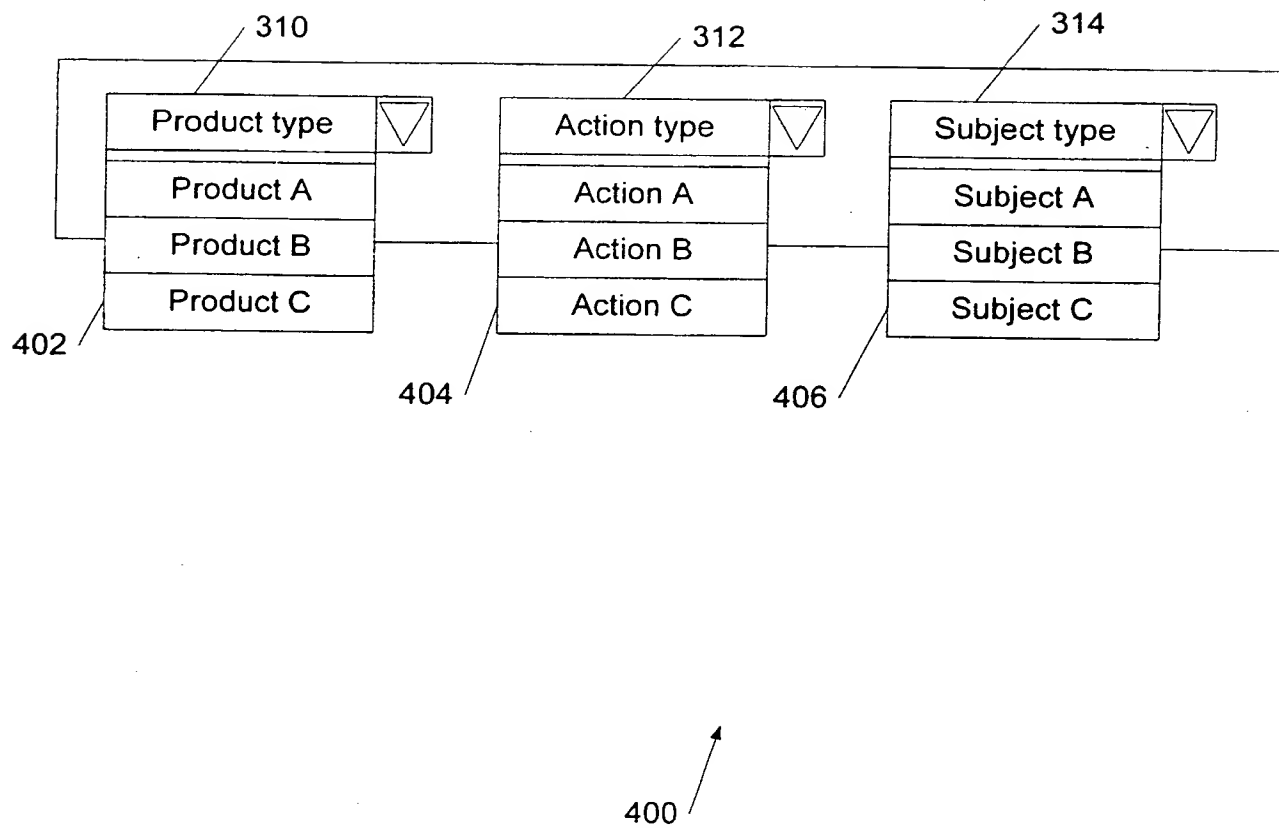 310
312
314
Product type
Action type
Subject type
Product A
Action A
Subject A
Product B
Action B
Subject B
Product C
Action C
Subject C
402
404
406
400